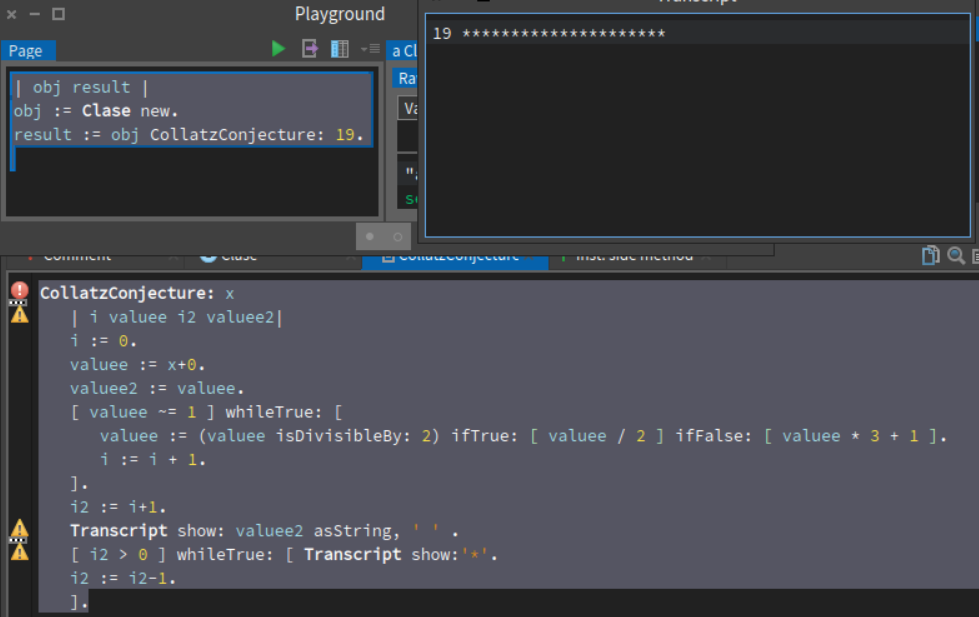 Playground
Transcript
Page
a Cl
Ra
Va
| obj result |
obj := Clase new.
result := obj CollatzConjecture: 19.
19 *********************
Comment
Clase
CollatzConjecture
Inst. side method
CollatzConjecture: x
| i valuee i2 valuee2|
i := 0.
valuee := x+0.
valuee2 := valuee.
[ valuee ~= 1 ] whileTrue: [
valuee := (valuee isDivisibleBy: 2) ifTrue: [ valuee / 2 ] ifFalse: [ valuee * 3 + 1 ].
i := i + 1.
].
i2 := i+1.
Transcript show: valuee2 asString, ' ' .
[ i2 > 0 ] whileTrue: [ Transcript show:'*'.
i2 := i2-1.
].